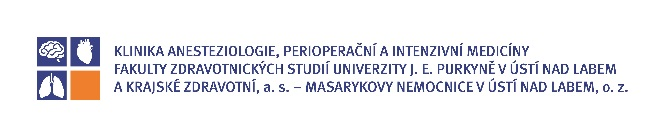 KLINIKA ANESTEZIOLOGIE, PERIOPERAČNÍ A INTENZIVNÍ MEDICÍNY
FAKULTY ZDRAVOTNICKÝCH STUDIÍ UNIVERZITY J. E. PURKYNĚ V ÚSTÍ NAD LABEM
A KRAJSKÉ ZDRAVOTNÍ, a. s. – MASARYKOVY NEMOCNICE V ÚSTÍ NAD LABEM, o. z.